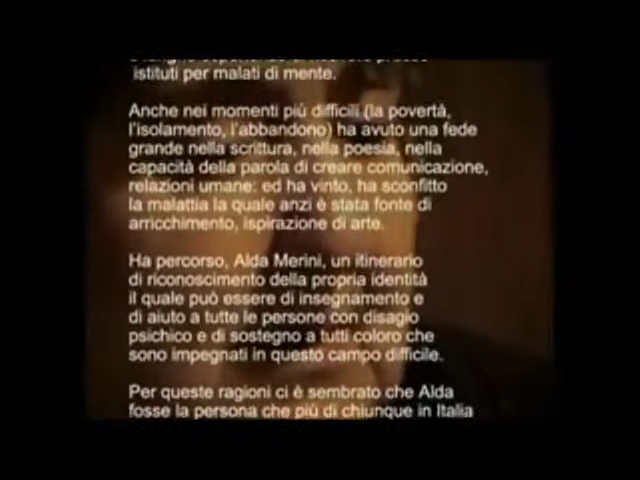 istituti per malati di mente.
Anche nei momenti più difficili (la povertà,
l'isolamento, l'abbandono) ha avuto una fede
grande nella scrittura, nella poesia, nella
capacità della parola di creare comunicazione,
relazioni umane: ed ha vinto, ha sconfitto
la malattia la quale anzi è stata fonte di
arricchimento, ispirazione di arte.
Ha percorso, Alda Merini, un itinerario
di riconoscimento della propria identità
il quale può essere di insegnamento e
di aiuto a tutte le persone con disagio
psichico e di sostegno a tutti coloro che
sono impegnati in questo campo difficile.
Per queste ragioni ci è sembrato che Alda
fosse la persona che più di chiunque in Italia